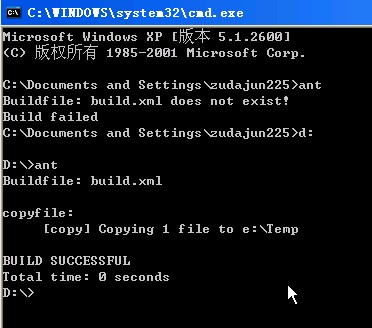 C:\WINDOWS\system32\cmd.exe
Microsoft Windows XP [版本 5.1.2600]
(C) 版权所有 1985-2001 Microsoft Corp.
C:\Documents and Settings\zudajun225>ant
Buildfile: build.xml does not exist!
Build failed
C:\Documents and Settings\zudajun225>d:
D:\>ant
Buildfile: build.xml
copyfile:
[copy] Copying 1 file to e:\Temp
BUILD SUCCESSFUL
Total time: 0 seconds
D:\>